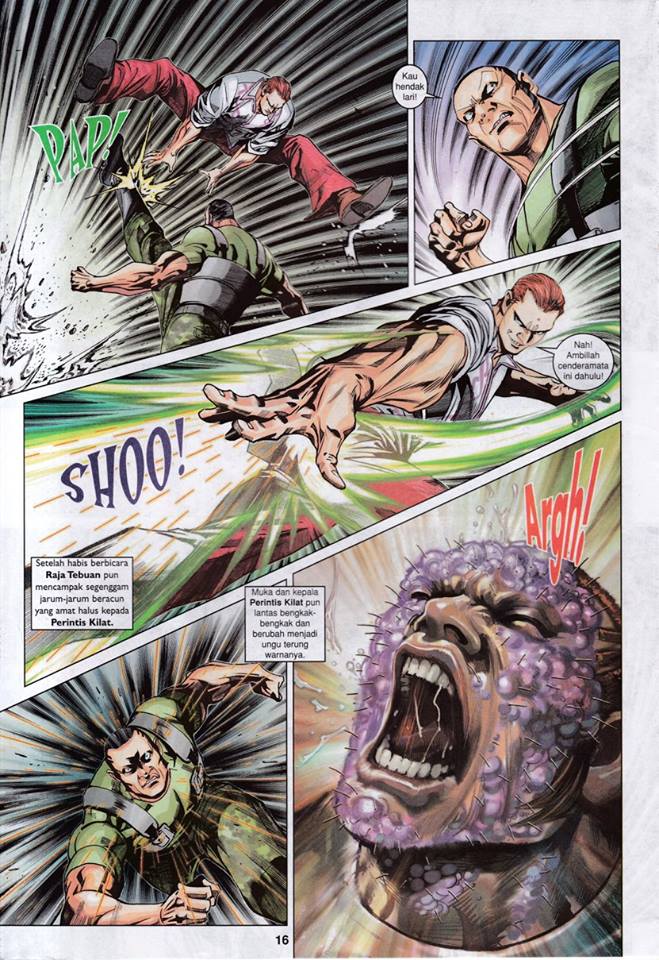 PAP!
Kau
hendak
lari!
Nah!
Ambillah
cenderamata
ini dahulu!
SHOO!
Setelah habis berbicara
Raja Tebuan pun
mencampak segenggam
jarum-jarum beracun
yang amat halus kepada
Perintis Kilat.
Argh!
Muka dan kepala
Perintis Kilat pun
lantas bengkak-
bengkak dan
berubah menjadi
ungu terung
warnanya.
16